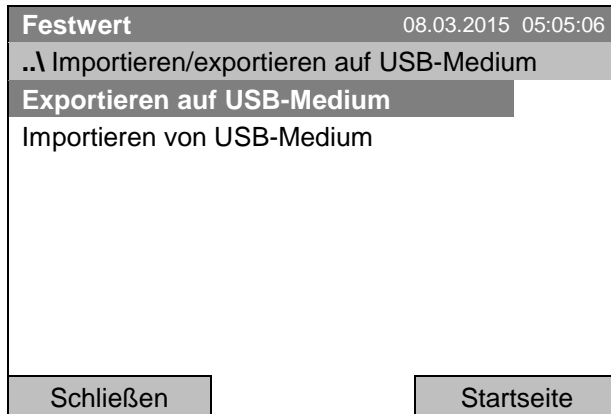 Festwert 08.03.2015 05:05:06
..\ Importieren/exportieren auf USB-Medium
Exportieren auf USB-Medium
Importieren von USB-Medium
Schließen Startseite